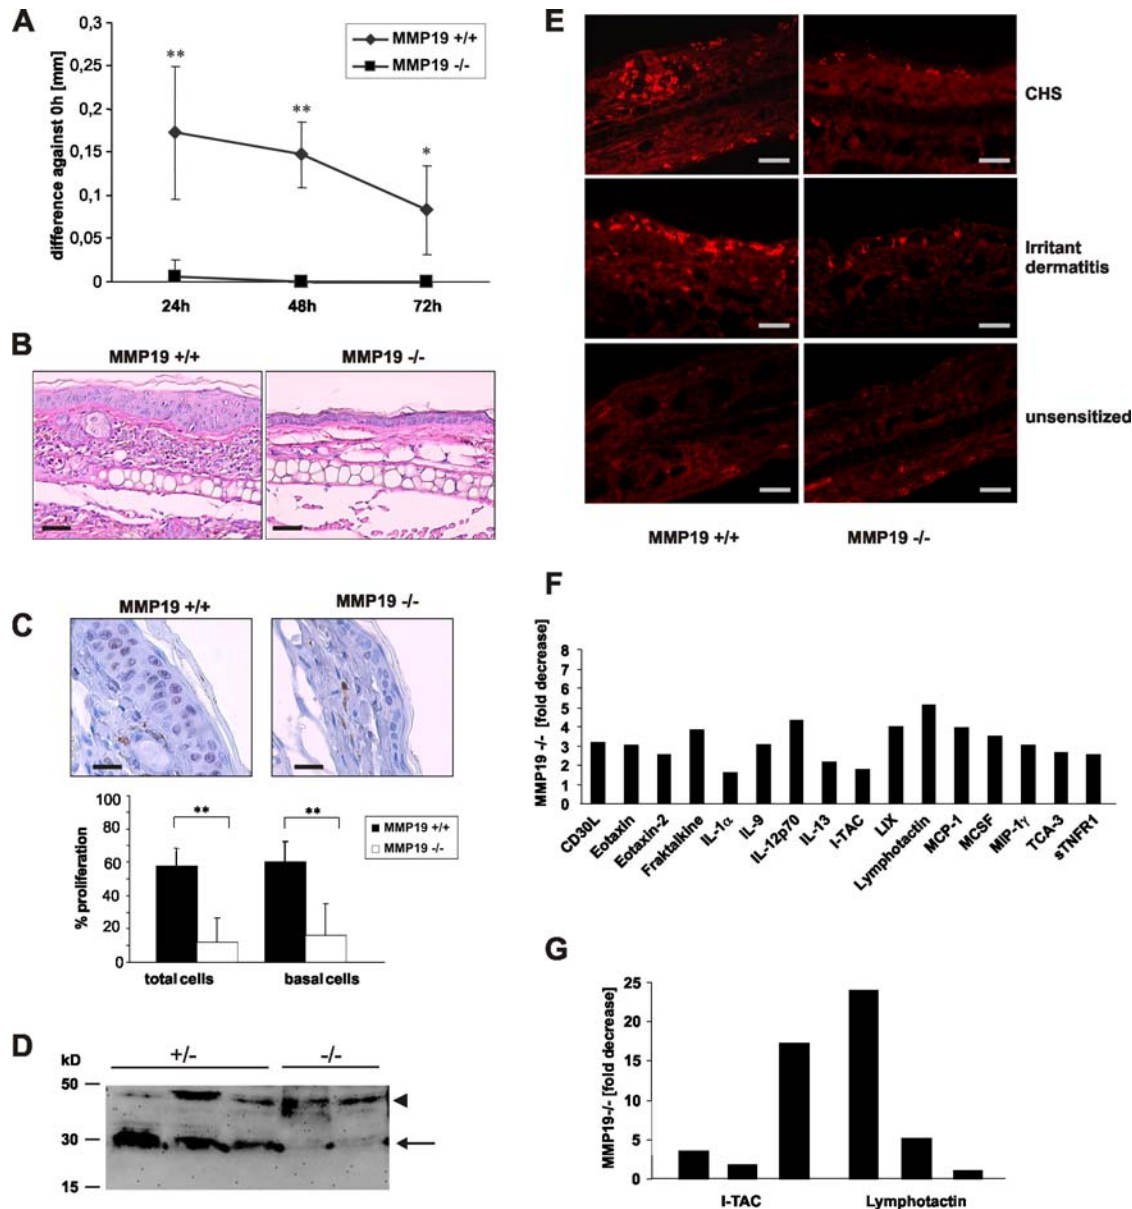 A
difference against 0h [mm]
0,3
0,25
0,2
0,15
0,1
0,05
0
**
**
*
MMP19 +/+
MMP19 -/-
24h
48h
72h
B
MMP19 +/+
MMP19 -/-
C
MMP19 +/+
MMP19 -/-
% proliferation
100
80
60
40
20
0
**
**
MMP19 +/+
MMP19 -/-
total cells
basal cells
D
kD
+/-
-/-
50
30
15
E
CHS
Irritant
dermatitis
unsensitized
MMP19 +/+
MMP19 -/-
F
MMP19 -/- [fold decrease]
8
7
6
5
4
3
2
1
0
CD30L
Eotaxin
Eotaxin-2
Fraktalkine
IL-1α
IL-9
IL-12p70
IL-13
I-TAC
LIX
Lymphotactin
MCP-1
MCSF
MIP-1γ
TCA-3
sTNFR1
G
MMP19-/- [fold decrease]
25
20
15
10
5
0
I-TAC
Lymphotactin